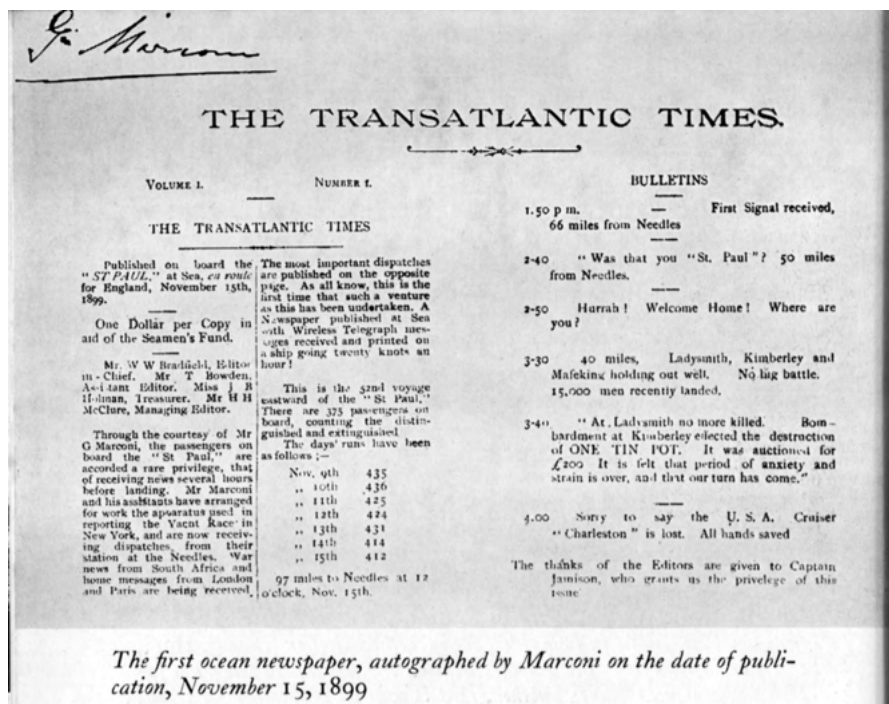 G. Marconi
THE TRANSATLANTIC TIMES.
VOLUME 1. NUMBER 1.
THE TRANSATLANTIC TIMES
Published on board the
"ST PAUL," at Sea, en route
for England, November 15th,
1899.
One Dollar per Copy in
aid of the Seamen's Fund.
Mr. W W Bradfield, Editor
in-Chief. Mr T Bowden,
Assistant Editor. Miss J B
Holman, Treasurer. Mr H H
McClure, Managing Editor.
Through the courtesy of Mr
G Marconi, the passengers on
board the "St Paul," are
accorded a rare privilege, that
of receiving news several hours
before landing. Mr Marconi
and his assistants have arranged
for work the apparatus used in
reporting the Yacht Race in
New York, and are now receiv-
ing dispatches, from their
station at the Needles. War
news from South Africa and
home messages from London
and Paris are being received.
The most important dispatches
are published on the opposite
page. As all know, this is the
first time that such a venture
as this has been undertaken. A
Newspaper published at Sea
with Wireless Telegraph mes-
sages received and printed on
a ship going twenty knots an
hour!
This is the 52nd voyage
eastward of the "St Paul,"
There are 375 passengers on
board, counting the distin-
guished and extinguished
The days' runs have been
as follows :—
Nov. 9th 435
„ 10th 436
„ 11th 425
„ 12th 424
„ 13th 431
„ 14th 414
„ 15th 412
97 miles to Needles at 12
o'clock, Nov. 15th.
BULLETINS
1.50 p m. — First Signal received,
66 miles from Needles
2-40 "Was that you "St. Paul"? 50 miles
from Needles.
2-50 Hurrah! Welcome Home! Where are
you?
3-30 40 miles, Ladysmith, Kimberley and
Mafeking holding out well. No big battle.
15,000 men recently landed.
3-40 "At Ladysmith no more killed. Bom-
bardment at Kimberley effected the destruction
of ONE TIN POT. It was auctioned for
£200 It is felt that period of anxiety and
strain is over, and that our turn has come."
4.00 Sorry to say the U. S. A. Cruiser
"Charleston" is lost. All hands saved
The thanks of the Editors are given to Captain
Jamison, who grants us the privelege of this
issue
The first ocean newspaper, autographed by Marconi on the date of publi-
cation, November 15, 1899